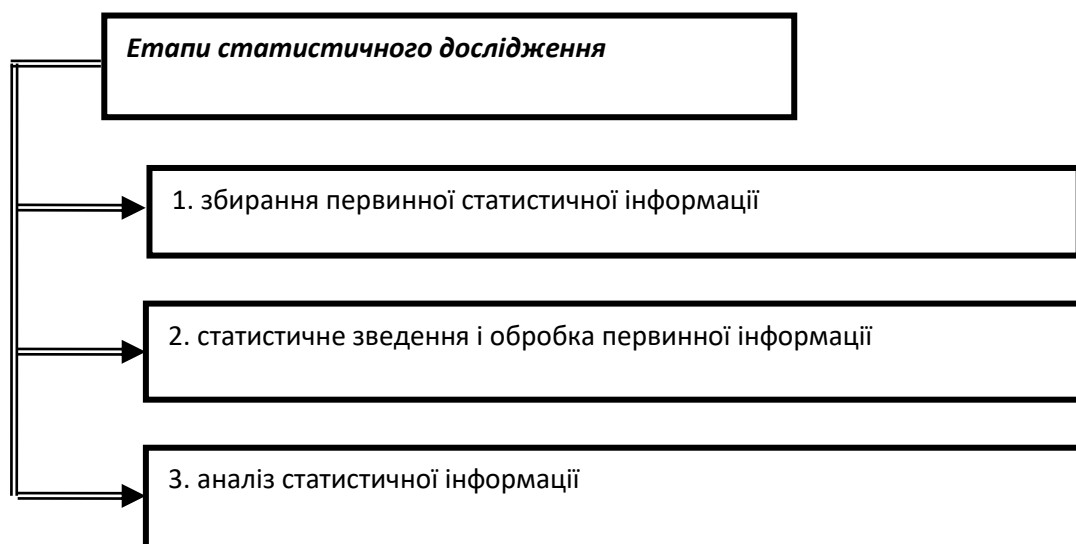 Етапи статистичного дослідження
1. збирання первинної статистичної інформації
2. статистичне зведення і обробка первинної інформації
3. аналіз статистичної інформації